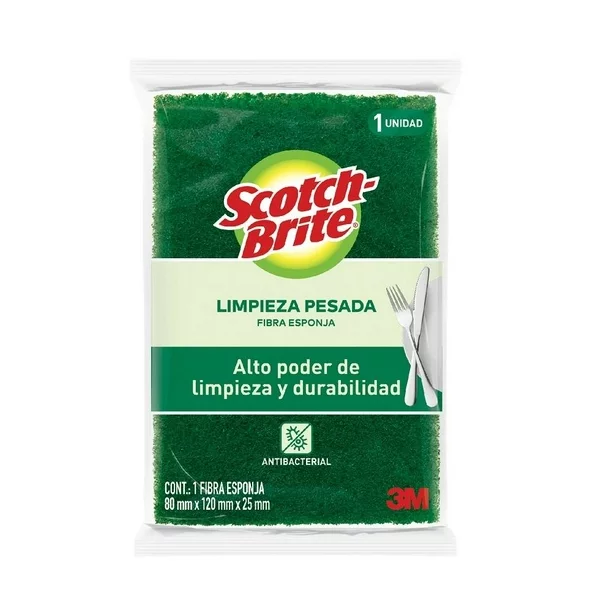 1 UNIDAD
Scotch-
Brite®
LIMPIEZA PESADA
FIBRA ESPONJA
Alto poder de
limpieza y durabilidad
ANTIBACTERIAL
CONT.: 1 FIBRA ESPONJA
80 mm x 120 mm x 25 mm
3M